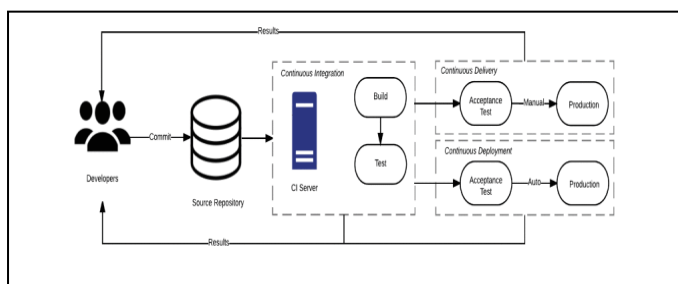 Results
Continuous Integration
Continuous Delivery
Build
Acceptance
Test
Manual
Production
Commit
Continuous Deployment
Test
Acceptance
Test
Auto
Production
Developers
CI Server
Source Repository
Results